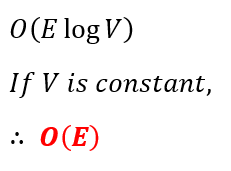 O(E log V)
If V is constant,
∴ O(E)